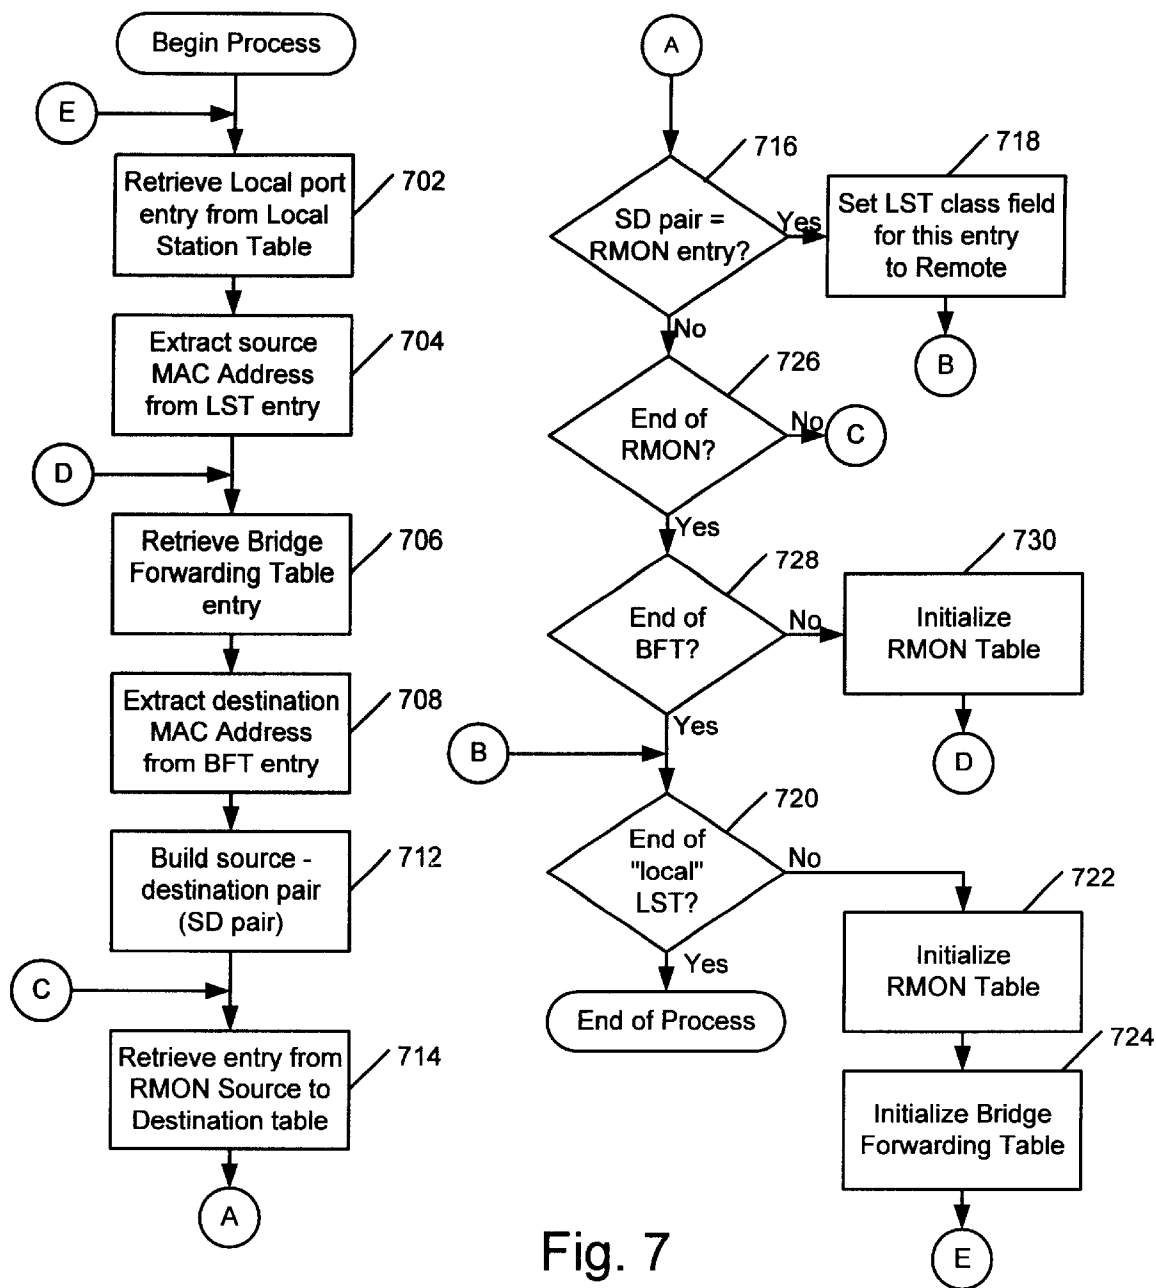 Begin Process
E
Retrieve Local port
entry from Local
Station Table
702
Extract source
MAC Address
from LST entry
704
D
Retrieve Bridge
Forwarding Table
entry
706
Extract destination
MAC Address
from BFT entry
708
Build source -
destination pair
(SD pair)
712
C
Retrieve entry from
RMON Source to
Destination table
714
A
A
716
SD pair =
RMON entry?
Yes
718
Set LST class field
for this entry
to Remote
B
No
726
End of
RMON?
No
C
Yes
728
End of
BFT?
No
730
Initialize
RMON Table
D
Yes
B
720
End of
"local"
LST?
No
722
Initialize
RMON Table
Yes
End of Process
724
Initialize Bridge
Forwarding Table
E
Fig. 7